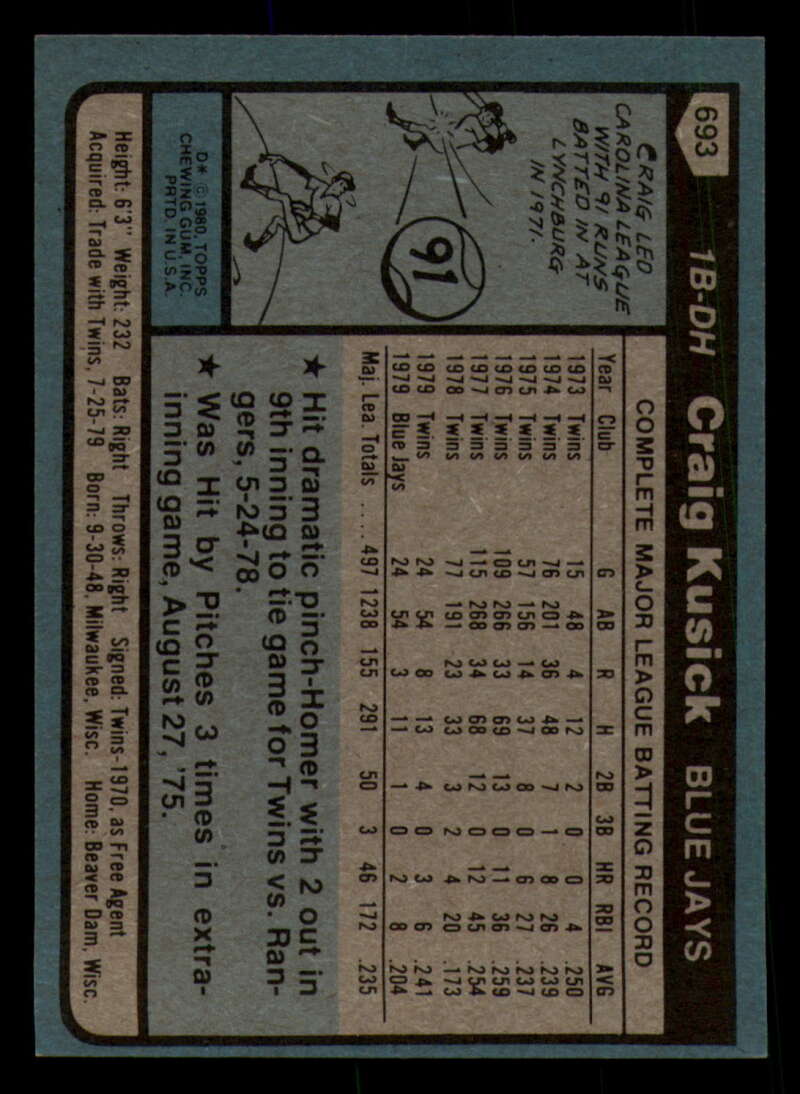 693 1B-DH Craig Kusick BLUE JAYS
CRAIG LED
CAROLINA LEAGUE
WITH 91 RUNS
BATTED IN AT
LYNCHBURG
IN 1971.
91
D* © 1980, TOPPS
CHEWING GUM, INC.
PRTD. IN U.S.A.
COMPLETE MAJOR LEAGUE BATTING RECORD
Year Club G AB R H 2B 3B HR RBI AVG
1973 Twins 15 48 4 12 2 0 0 4 .250
1974 Twins 76 201 36 48 7 1 8 26 .239
1975 Twins 57 156 14 37 8 0 6 27 .237
1976 Twins 109 266 33 69 13 0 11 36 .259
1977 Twins 115 268 34 68 12 0 12 45 .254
1978 Twins 77 191 23 33 3 2 4 20 .173
1979 Twins 24 54 8 13 4 0 3 6 .241
1979 Blue Jays 24 54 3 11 1 0 2 8 .204
Maj. Lea. Totals ..... 497 1238 155 291 50 3 46 172 .235
★ Hit dramatic pinch-Homer with 2 out in
9th inning to tie game for Twins vs. Ran-
gers, 5-24-78.
★ Was Hit by Pitches 3 times in extra-
inning game, August 27, '75.
Height: 6'3" Weight: 232 Bats: Right Throws: Right Signed: Twins-1970, as Free Agent
Acquired: Trade with Twins, 7-25-79 Born: 9-30-48, Milwaukee, Wisc. Home: Beaver Dam, Wisc.